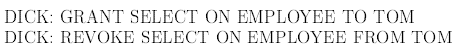 DICK: GRANT SELECT ON EMPLOYEE TO TOM
DICK: REVOKE SELECT ON EMPLOYEE FROM TOM